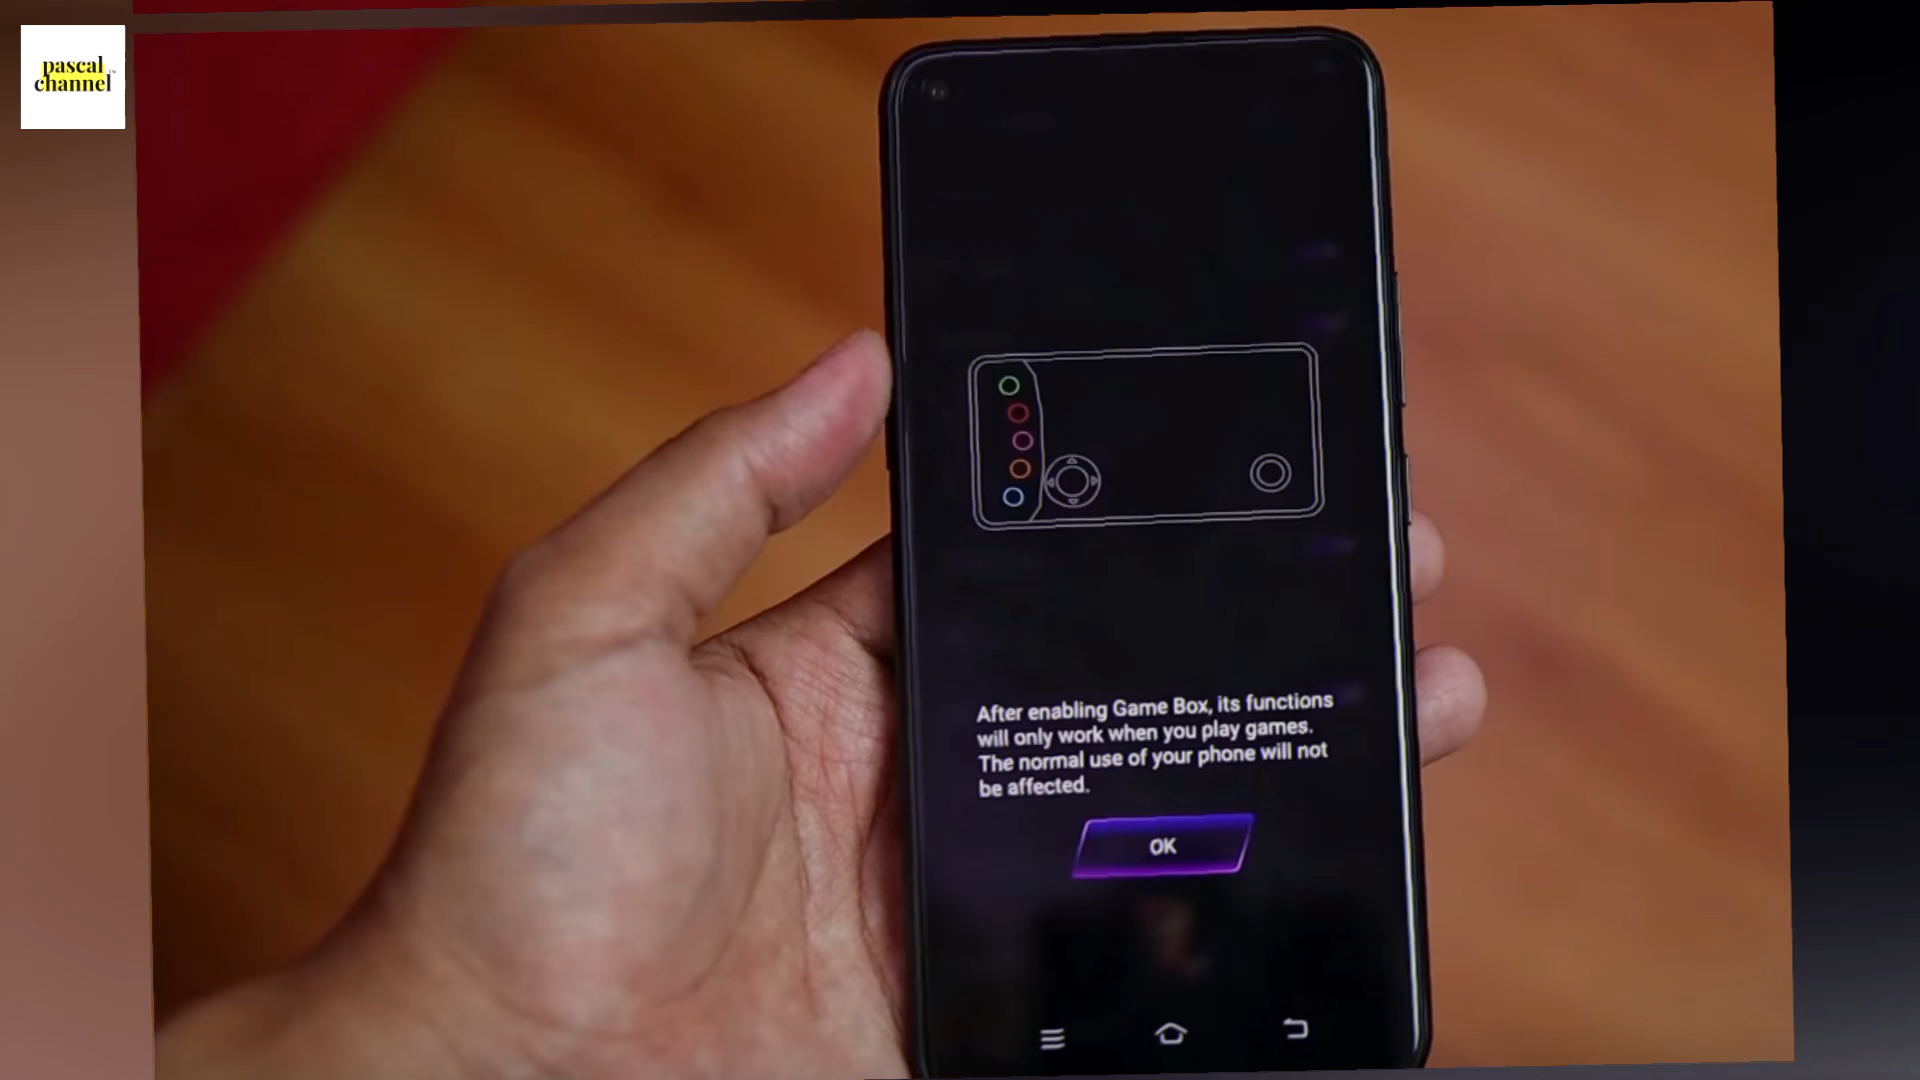 pascal
channel
After enabling Game Box, its functions
will only work when you play games.
The normal use of your phone will not
be affected.
OK